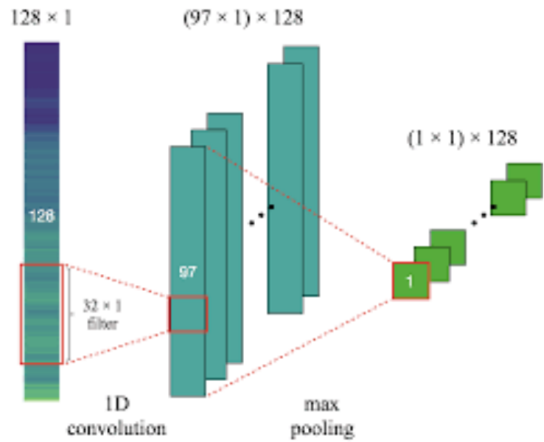 128 × 1
(97 × 1) × 128
(1 × 1) × 128
128
97
1
32 × 1
filter
1D
convolution
max
pooling